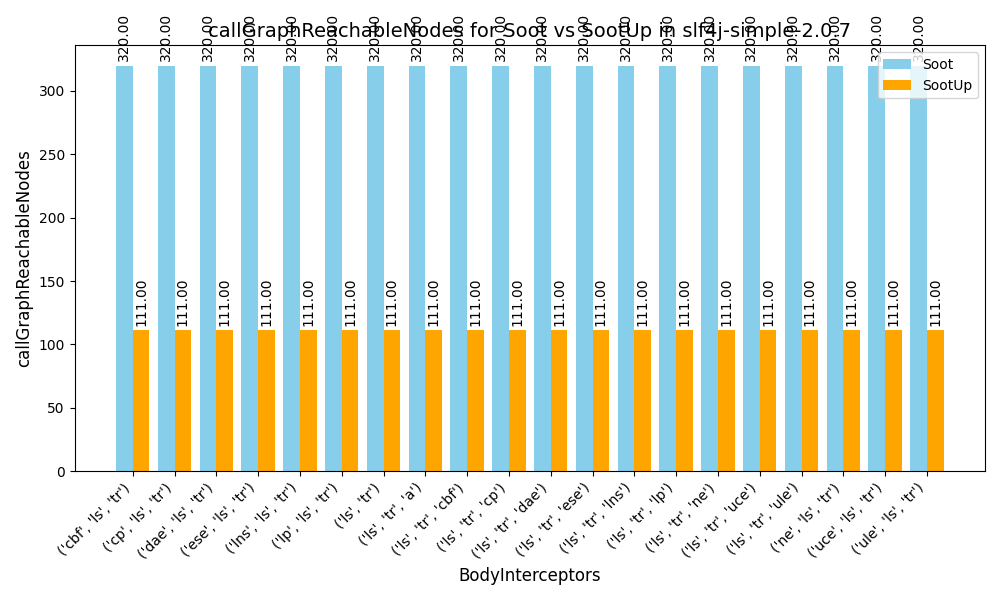 callGraphReachableNodes for Soot vs SootUp in slf4j-simple-2.0.7
320.00 320.00 320.00 320.00 320.00 320.00 320.00 320.00 320.00 320.00 320.00 320.00 320.00 320.00 320.00 320.00 320.00 320.00 320.00 320.00
Soot
SootUp
callGraphReachableNodes
300
250
200
150
100
50
0
111.00 111.00 111.00 111.00 111.00 111.00 111.00 111.00 111.00 111.00 111.00 111.00 111.00 111.00 111.00 111.00 111.00 111.00 111.00 111.00
('cbf', 'ls', 'tr')
('cp', 'ls', 'tr')
('dae', 'ls', 'tr')
('ese', 'ls', 'tr')
('lns', 'ls', 'tr')
('lp', 'ls', 'tr')
('ls', 'tr')
('ls', 'tr', 'a')
('ls', 'tr', 'cbf')
('ls', 'tr', 'cp')
('ls', 'tr', 'dae')
('ls', 'tr', 'ese')
('ls', 'tr', 'lns')
('ls', 'tr', 'lp')
('ls', 'tr', 'ne')
('ls', 'tr', 'uce')
('ls', 'tr', 'ule')
('ne', 'ls', 'tr')
('uce', 'ls', 'tr')
('ule', 'ls', 'tr')
BodyInterceptors